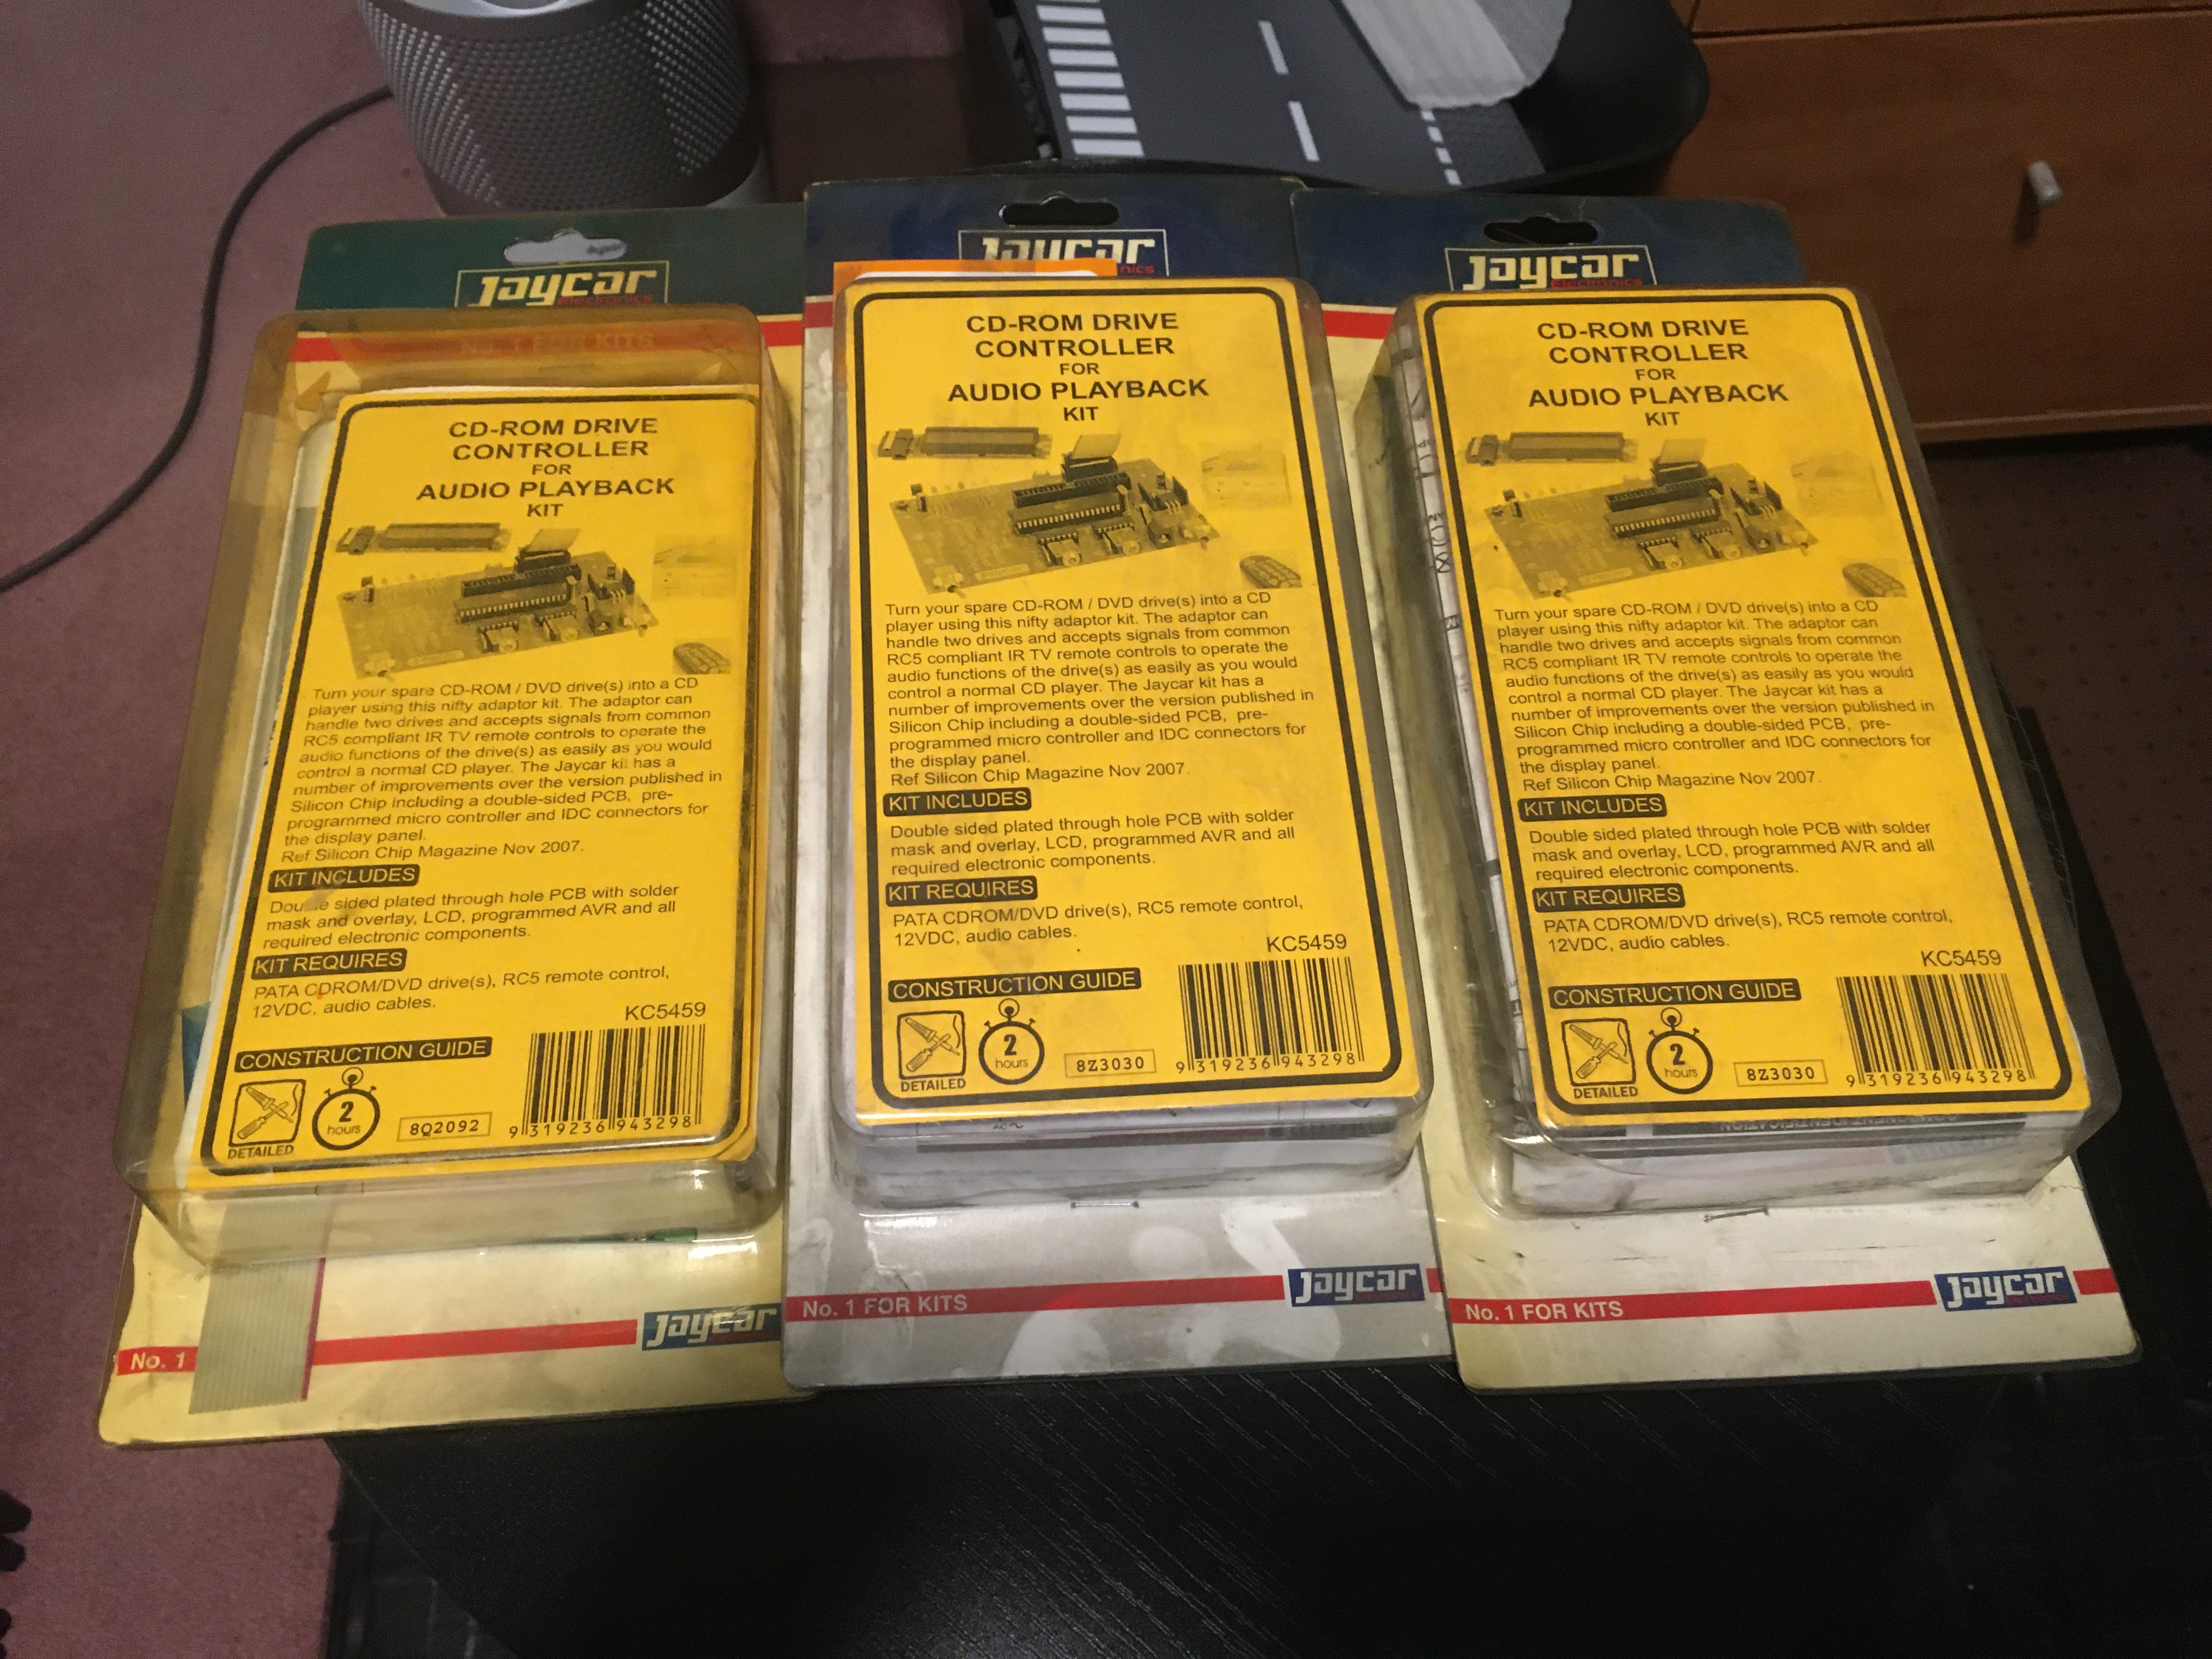 Jaycar
Electronics
No. 1 FOR KITS
CD-ROM DRIVE
CONTROLLER
FOR
AUDIO PLAYBACK
KIT
Turn your spare CD-ROM / DVD drive(s) into a CD
player using this nifty adaptor kit. The adaptor can
handle two drives and accepts signals from common
RC5 compliant IR TV remote controls to operate the
audio functions of the drive(s) as easily as you would
control a normal CD player. The Jaycar kit has a
number of improvements over the version published in
Silicon Chip including a double-sided PCB, pre-
programmed micro controller and IDC connectors for
the display panel.
Ref Silicon Chip Magazine Nov 2007.
KIT INCLUDES
Double sided plated through hole PCB with solder
mask and overlay, LCD, programmed AVR and all
required electronic components.
KIT REQUIRES
PATA CDROM/DVD drive(s), RC5 remote control,
12VDC, audio cables.
KC5459
CONSTRUCTION GUIDE
DETAILED
2
hours
8Q2092
9 319236 943298
No. 1
Jaycar
Jaycar
nics
CD-ROM DRIVE
CONTROLLER
FOR
AUDIO PLAYBACK
KIT
Turn your spare CD-ROM / DVD drive(s) into a CD
player using this nifty adaptor kit. The adaptor can
handle two drives and accepts signals from common
RC5 compliant IR TV remote controls to operate the
audio functions of the drive(s) as easily as you would
control a normal CD player. The Jaycar kit has a
number of improvements over the version published in
Silicon Chip including a double-sided PCB, pre-
programmed micro controller and IDC connectors for
the display panel.
Ref Silicon Chip Magazine Nov 2007.
KIT INCLUDES
Double sided plated through hole PCB with solder
mask and overlay, LCD, programmed AVR and all
required electronic components.
KIT REQUIRES
PATA CDROM/DVD drive(s), RC5 remote control,
12VDC, audio cables.
KC5459
CONSTRUCTION GUIDE
DETAILED
2
hours
8Z3030
9 319236 943298
AC
No. 1 FOR KITS
Jaycar
Jaycar
Electronics
CD-ROM DRIVE
CONTROLLER
FOR
AUDIO PLAYBACK
KIT
Turn your spare CD-ROM / DVD drive(s) into a CD
player using this nifty adaptor kit. The adaptor can
handle two drives and accepts signals from common
RC5 compliant IR TV remote controls to operate the
audio functions of the drive(s) as easily as you would
control a normal CD player. The Jaycar kit has a
number of improvements over the version published in
Silicon Chip including a double-sided PCB, pre-
programmed micro controller and IDC connectors for
the display panel.
Ref Silicon Chip Magazine Nov 2007.
KIT INCLUDES
Double sided plated through hole PCB with solder
mask and overlay, LCD, programmed AVR and all
required electronic components.
KIT REQUIRES
PATA CDROM/DVD drive(s), RC5 remote control,
12VDC, audio cables.
KC5459
CONSTRUCTION GUIDE
DETAILED
2
hours
8Z3030
9 319236 943298
COMPONENT IDENTIFICATION
No. 1 FOR KITS
Jaycar
Electronics